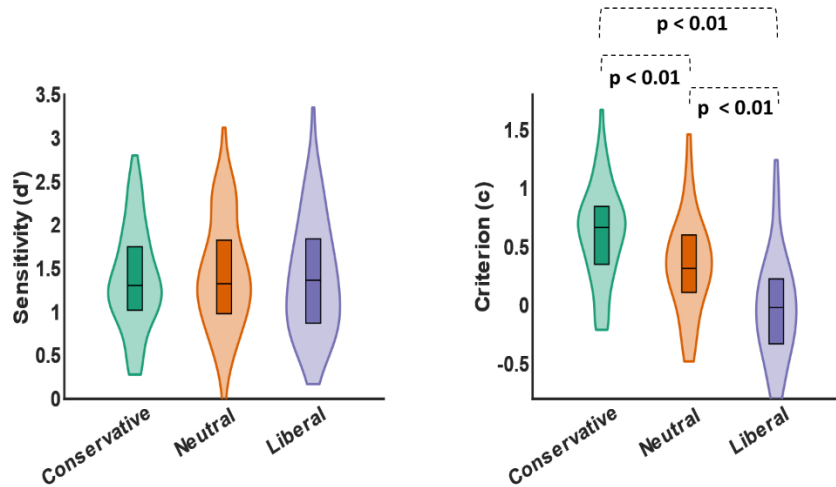 p < 0.01
p < 0.01
p < 0.01
Sensitivity (d')
3.5
3
2.5
2
1.5
1
0.5
0
Conservative
Neutral
Liberal
Criterion (c)
1.5
1
0.5
0
-0.5
Conservative
Neutral
Liberal